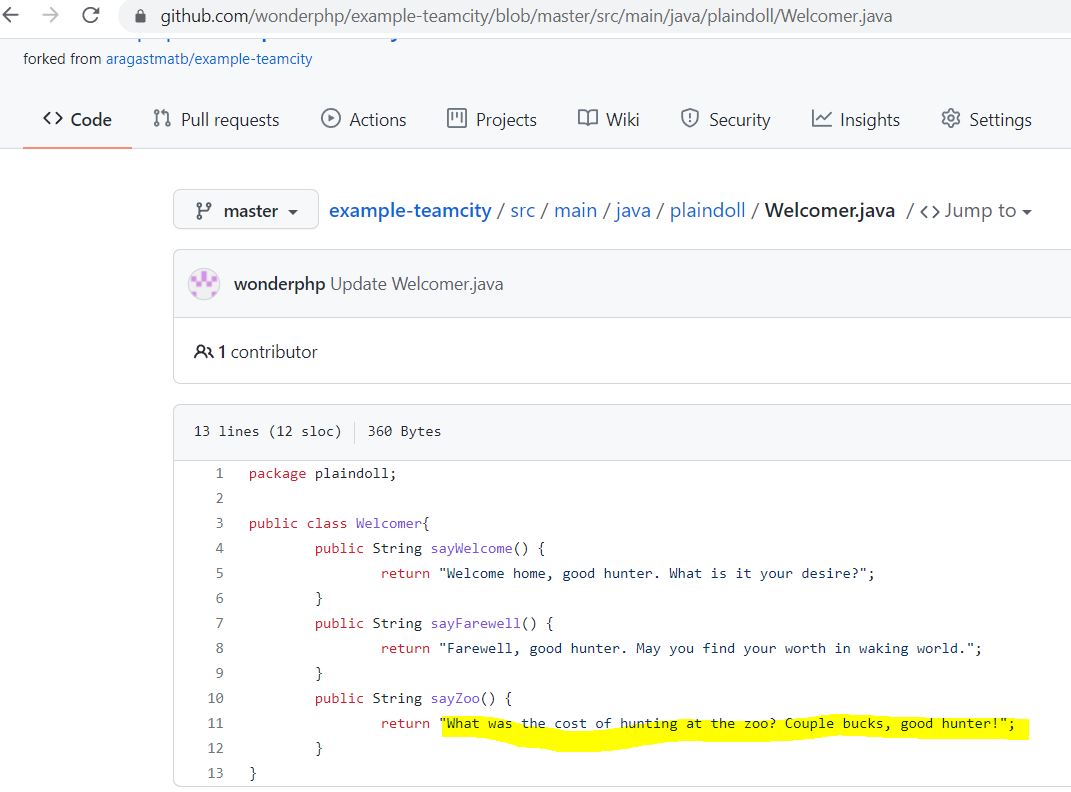 github.com/wonderphp/example-teamcity/blob/master/src/main/java/plaindoll/Welcomer.java
forked from aragastmatb/example-teamcity
Code Pull requests Actions Projects Wiki Security Insights Settings
master example-teamcity / src / main / java / plaindoll / Welcomer.java / <> Jump to
wonderphp Update Welcomer.java
1 contributor
13 lines (12 sloc) 360 Bytes
1 package plaindoll;
2
3 public class Welcomer{
4 public String sayWelcome() {
5 return "Welcome home, good hunter. What is it your desire?";
6 }
7 public String sayFarewell() {
8 return "Farewell, good hunter. May you find your worth in waking world.";
9 }
10 public String sayZoo() {
11 return "What was the cost of hunting at the zoo? Couple bucks, good hunter!";
12 }
13 }